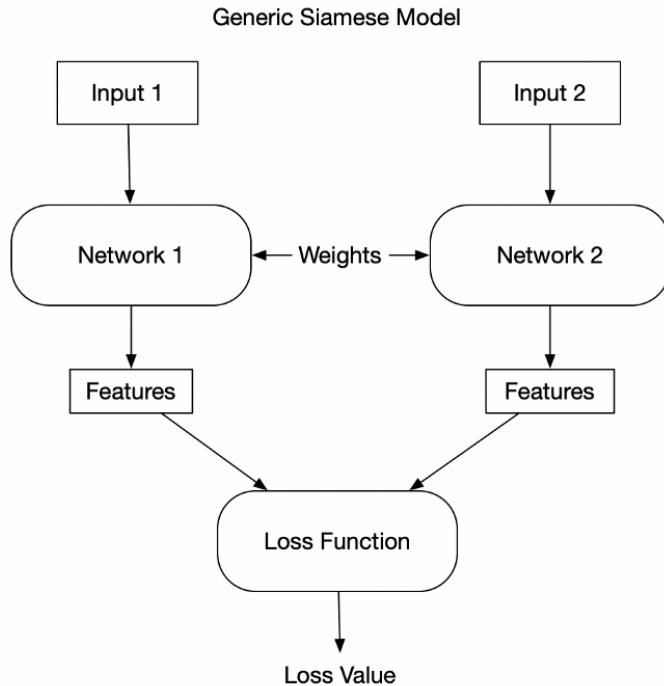 Generic Siamese Model
Input 1
Input 2
Network 1
Weights
Network 2
Features
Features
Loss Function
Loss Value